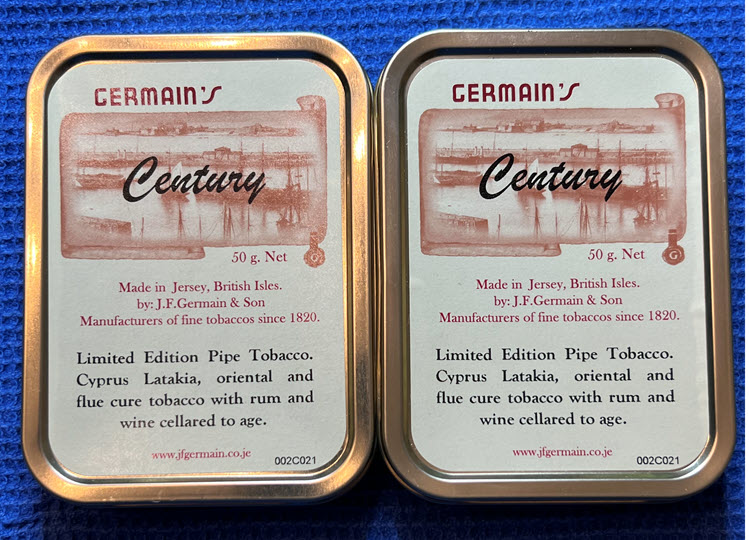 GERMAIN'S
Century
50 g. Net
G
Made in Jersey, British Isles.
by: J.F.Germain & Son
Manufacturers of fine tobaccos since 1820.
Limited Edition Pipe Tobacco.
Cyprus Latakia, oriental and
flue cure tobacco with rum and
wine cellared to age.
www.jfgermain.co.je
002C021
GERMAIN'S
Century
50 g. Net
G
Made in Jersey, British Isles.
by: J.F.Germain & Son
Manufacturers of fine tobaccos since 1820.
Limited Edition Pipe Tobacco.
Cyprus Latakia, oriental and
flue cure tobacco with rum and
wine cellared to age.
www.jfgermain.co.je
002C021